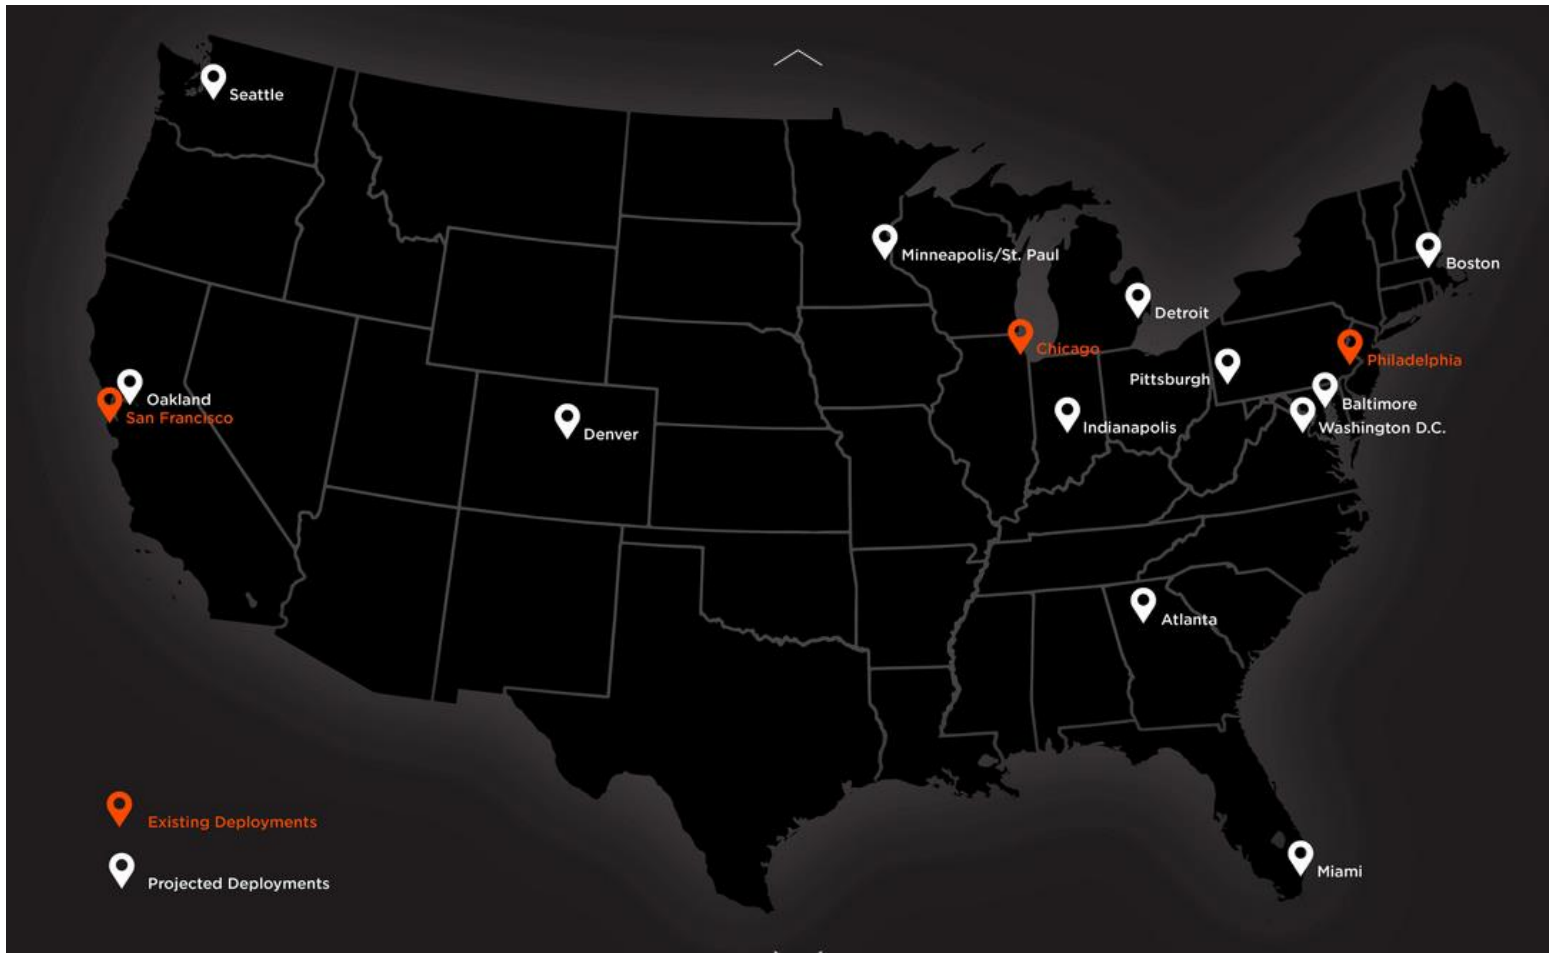 Seattle
Minneapolis/St. Paul
Boston
Detroit
Chicago
Philadelphia
Pittsburgh
Oakland
Baltimore
San Francisco
Indianapolis
Washington D.C.
Denver
Atlanta
Existing Deployments
Miami
Projected Deployments